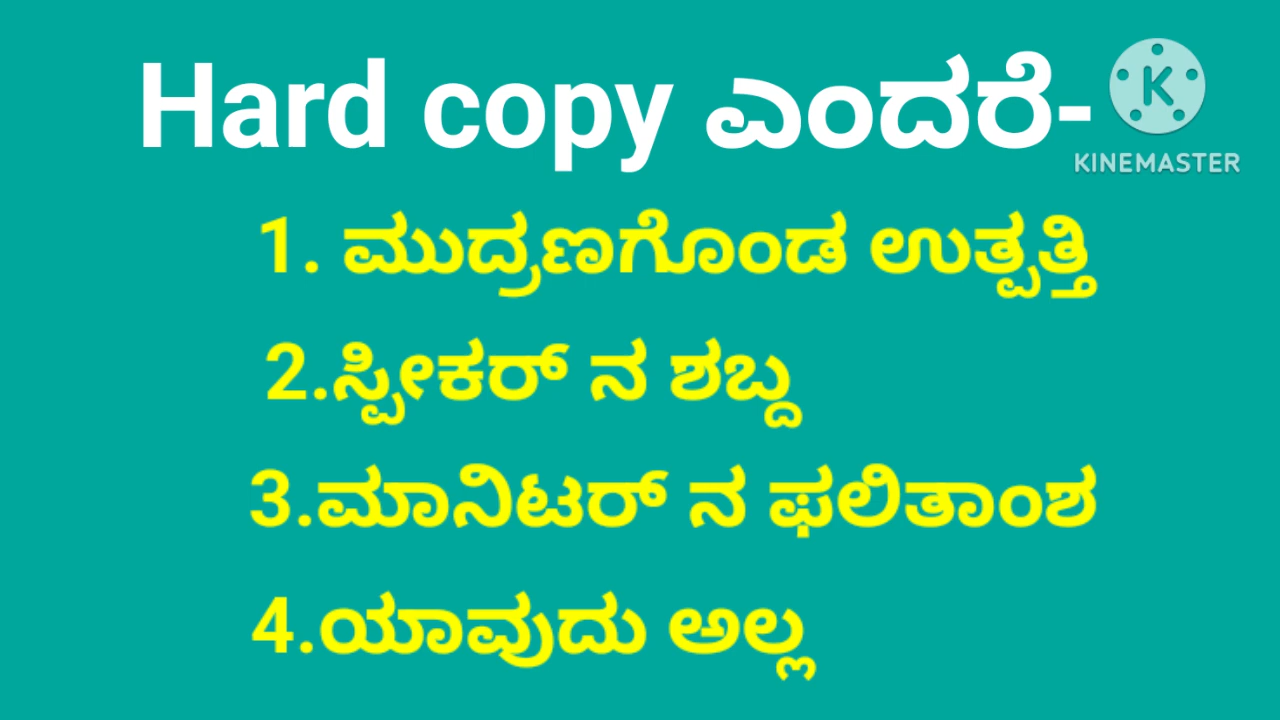 Hard copy ಎಂದರೆ-
KINEMASTER
1. ಮುದ್ರಣಗೊಂಡ ಉತ್ಪತ್ತಿ
2.ಸ್ಪೀಕರ್ ನ ಶಬ್ದ
3.ಮಾನಿಟರ್ ನ ಫಲಿತಾಂಶ
4.ಯಾವುದು ಅಲ್ಲ